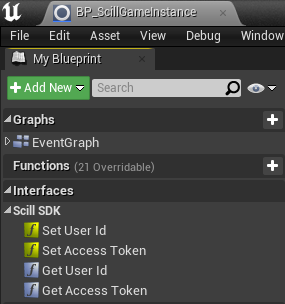 BP_ScillGameInstance
File Edit Asset View Debug Window
My Blueprint
Add New Search
Graphs
EventGraph
Functions (21 Overridable)
Interfaces
Scill SDK
Set User Id
Set Access Token
Get User Id
Get Access Token